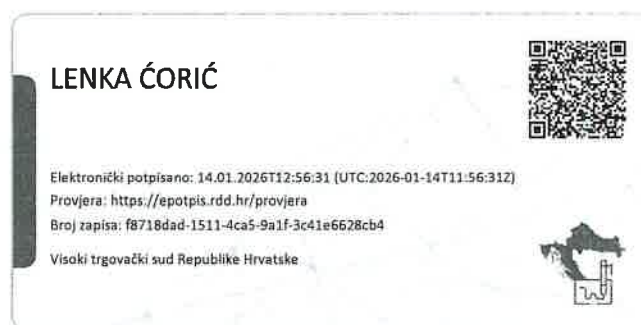 LENKA ĆORIĆ
Elektronički potpisano: 14.01.2026T12:56:31 (UTC:2026-01-14T11:56:31Z)
Provjera: https://epotpis.rdd.hr/provjera
Broj zapisa: f8718dad-1511-4ca5-9a1f-3c41e6628cb4
Visoki trgovački sud Republike Hrvatske